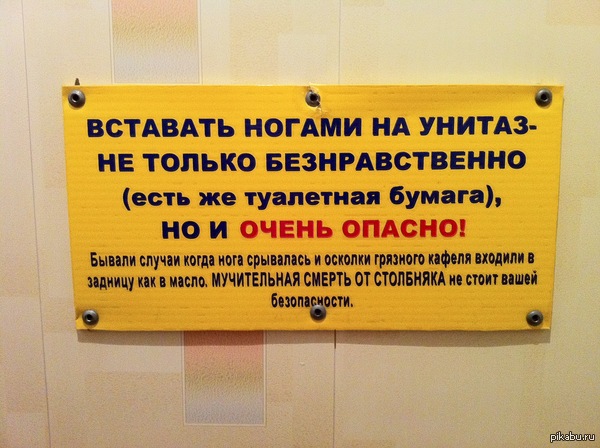 ВСТАВАТЬ НОГАМИ НА УНИТАЗ-
НЕ ТОЛЬКО БЕЗНРАВСТВЕННО
(есть же туалетная бумага),
НО И ОЧЕНЬ ОПАСНО!
Бывали случаи когда нога срывалась и осколки грязного кафеля входили в
задницу как в масло. МУЧИТЕЛЬНАЯ СМЕРТЬ ОТ СТОЛБНЯКА не стоит вашей
безопасности.
pikabu.ru